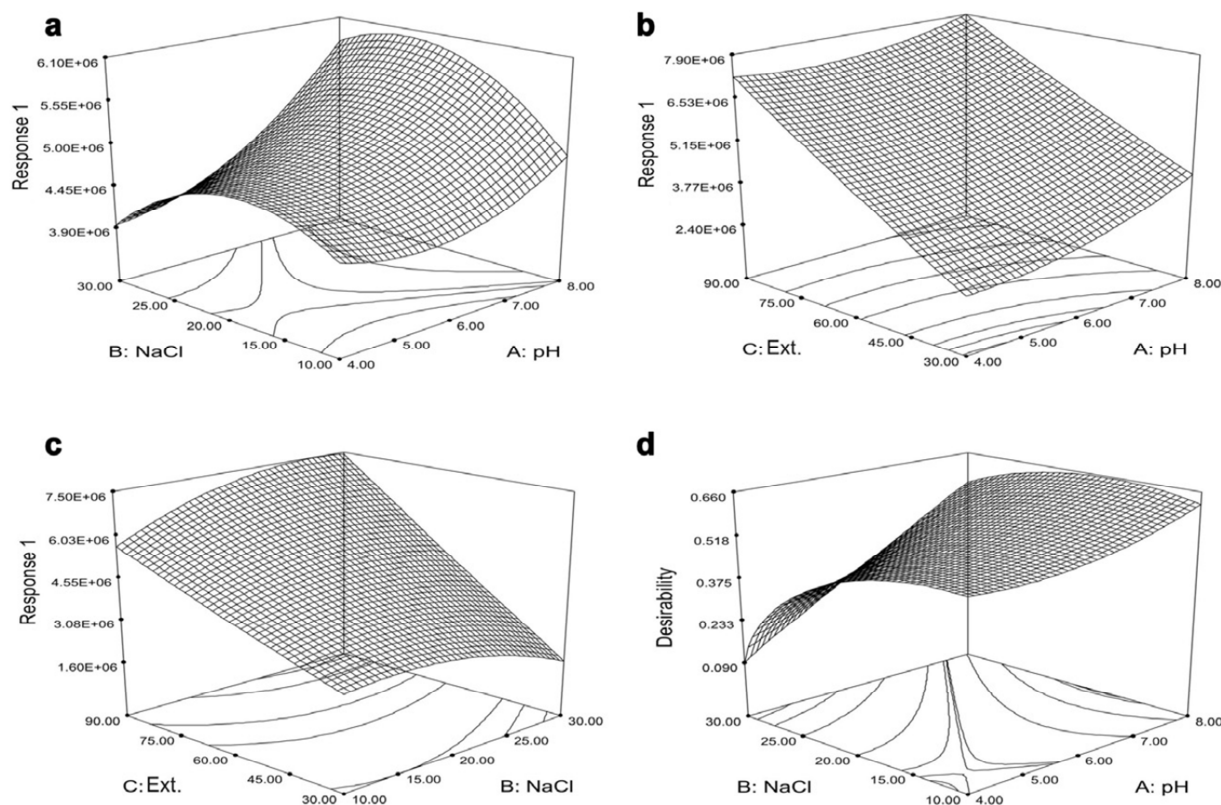 a
6.10E+06
5.55E+06
5.00E+06
4.45E+06
3.90E+06
Response 1
30.00
25.00
20.00
15.00
10.00
B: NaCl
4.00
5.00
6.00
7.00
8.00
A: pH
b
7.90E+06
6.53E+06
5.15E+06
3.77E+06
2.40E+06
Response 1
90.00
75.00
60.00
45.00
30.00
C: Ext.
4.00
5.00
6.00
7.00
8.00
A: pH
c
7.50E+06
6.03E+06
4.55E+06
3.08E+06
1.60E+06
Response 1
90.00
75.00
60.00
45.00
30.00
C: Ext.
10.00
15.00
20.00
25.00
30.00
B: NaCl
d
0.660
0.518
0.375
0.233
0.090
Desirability
30.00
25.00
20.00
15.00
10.00
B: NaCl
4.00
5.00
6.00
7.00
8.00
A: pH